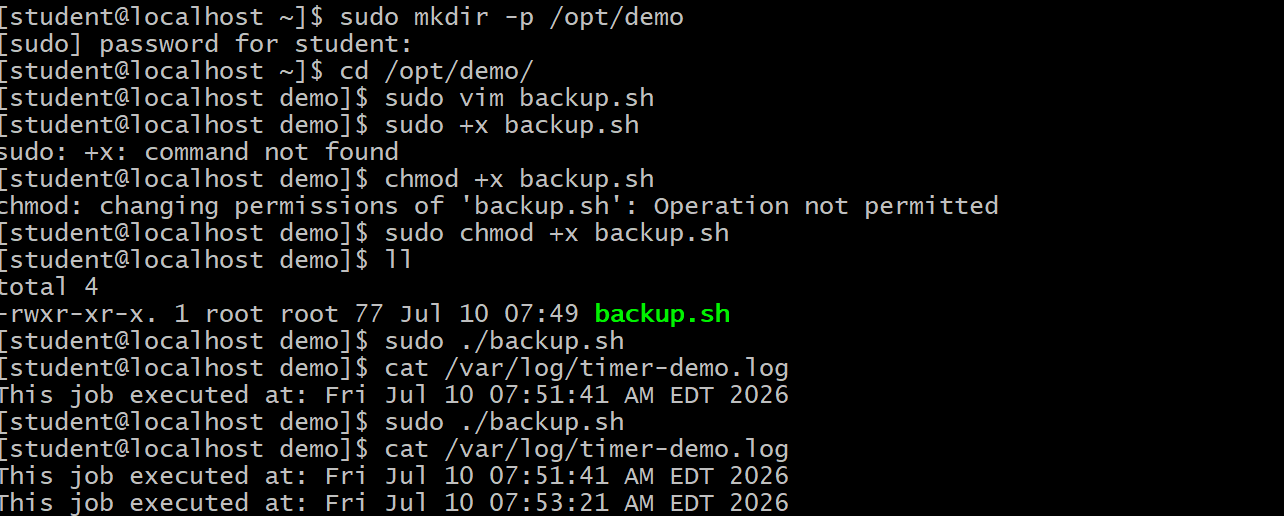 [student@localhost ~]$ sudo mkdir -p /opt/demo
[sudo] password for student:
[student@localhost ~]$ cd /opt/demo/
[student@localhost demo]$ sudo vim backup.sh
[student@localhost demo]$ sudo +x backup.sh
sudo: +x: command not found
[student@localhost demo]$ chmod +x backup.sh
chmod: changing permissions of 'backup.sh': Operation not permitted
[student@localhost demo]$ sudo chmod +x backup.sh
[student@localhost demo]$ ll
total 4
-rwxr-xr-x. 1 root root 77 Jul 10 07:49 backup.sh
[student@localhost demo]$ sudo ./backup.sh
[student@localhost demo]$ cat /var/log/timer-demo.log
This job executed at: Fri Jul 10 07:51:41 AM EDT 2026
[student@localhost demo]$ sudo ./backup.sh
[student@localhost demo]$ cat /var/log/timer-demo.log
This job executed at: Fri Jul 10 07:51:41 AM EDT 2026
This job executed at: Fri Jul 10 07:53:21 AM EDT 2026